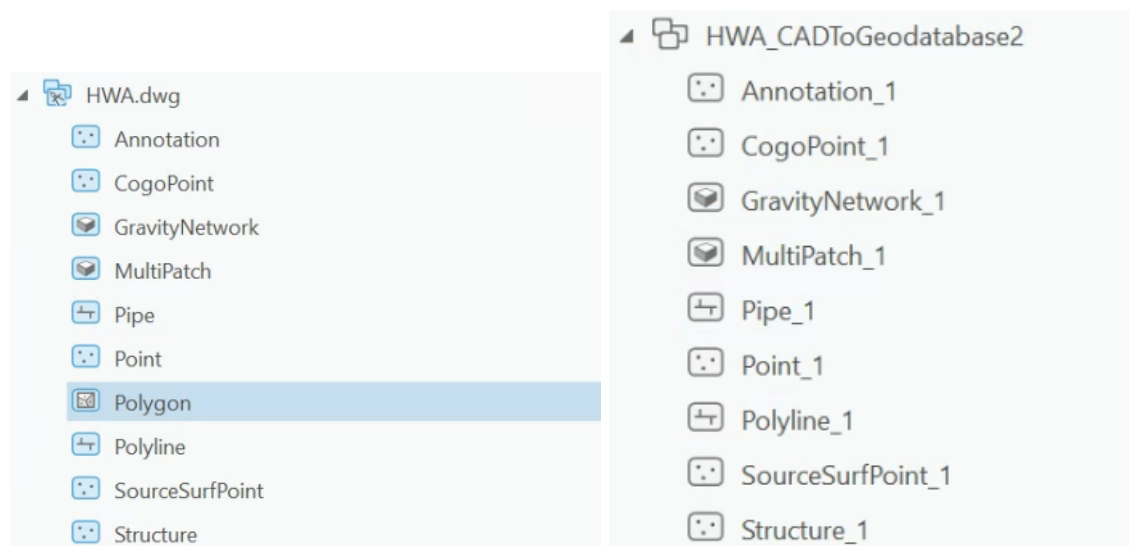 HWA.dwg
Annotation
CogoPoint
GravityNetwork
MultiPatch
Pipe
Point
Polygon
Polyline
SourceSurfPoint
Structure
HWA_CADToGeodatabase2
Annotation_1
CogoPoint_1
GravityNetwork_1
MultiPatch_1
Pipe_1
Point_1
Polyline_1
SourceSurfPoint_1
Structure_1